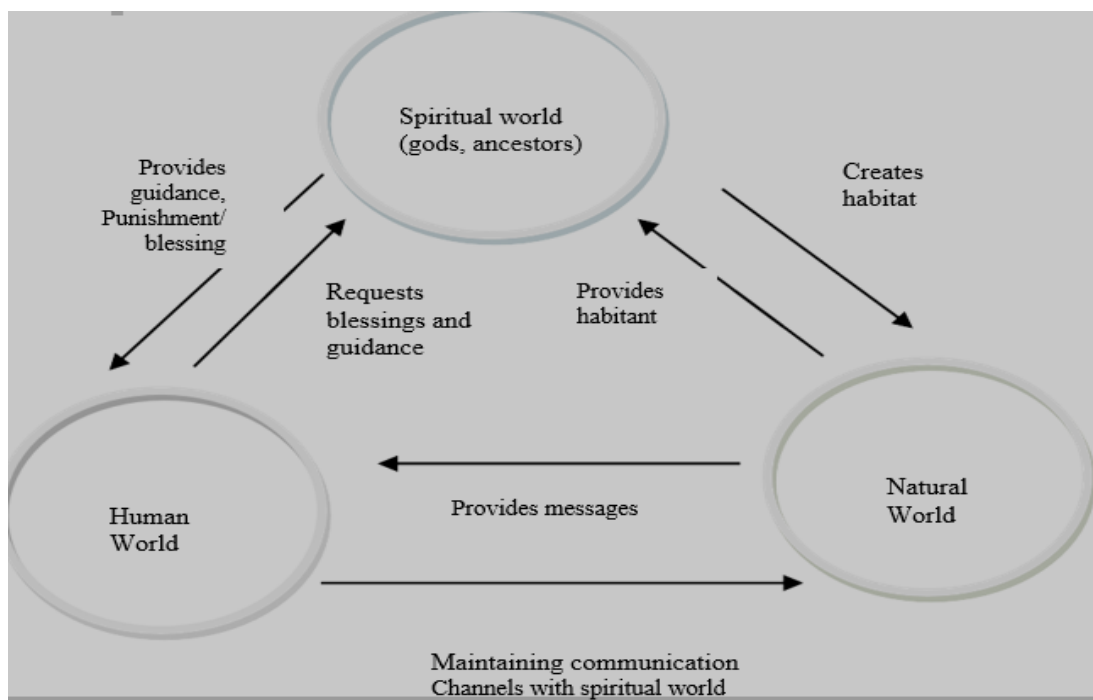 Spiritual world
(gods, ancestors)
Provides
guidance,
Punishment/
blessing
Creates
habitat
Requests
blessings and
guidance
Provides
habitant
Provides messages
Human
World
Natural
World
Maintaining communication
Channels with spiritual world